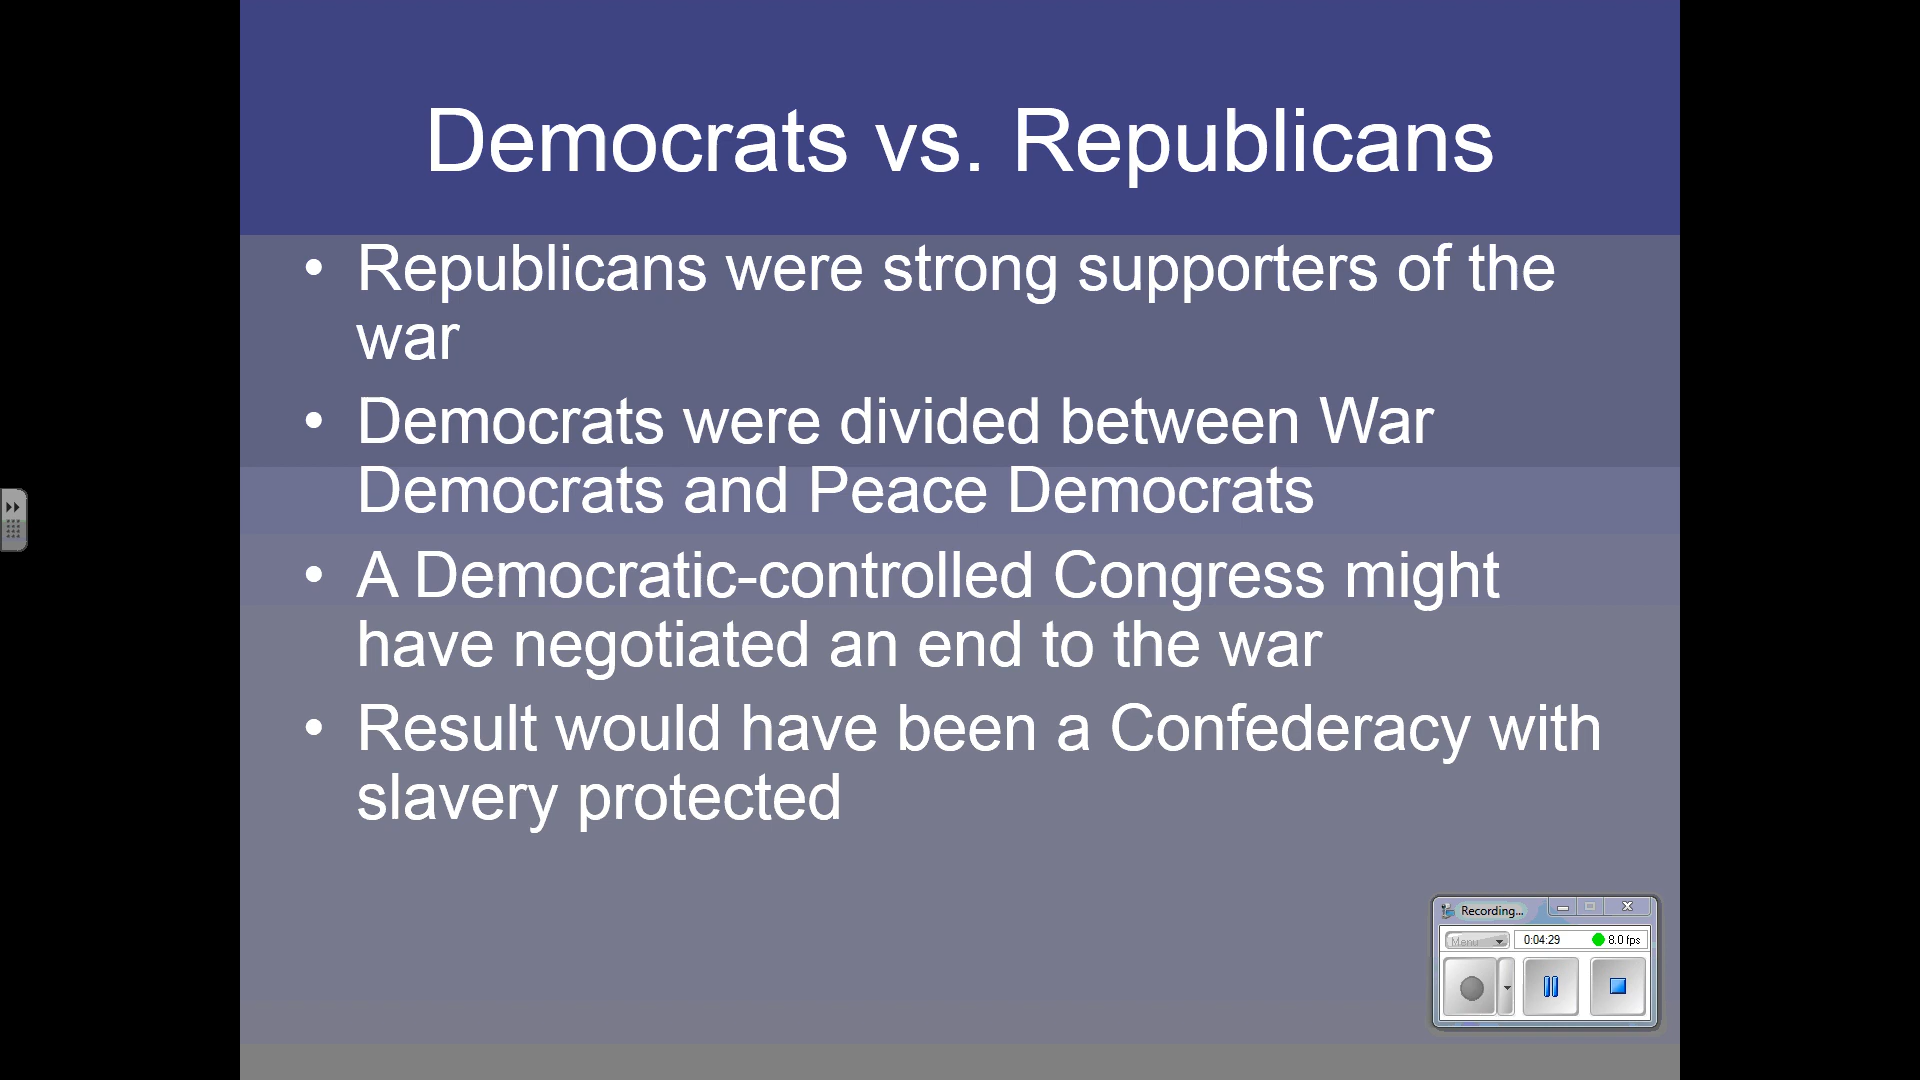 Democrats vs. Republicans
• Republicans were strong supporters of the
war
• Democrats were divided between War
Democrats and Peace Democrats
• A Democratic-controlled Congress might
have negotiated an end to the war
• Result would have been a Confederacy with
slavery protected
Recording...
Menu 0:04:29 8.0 fps